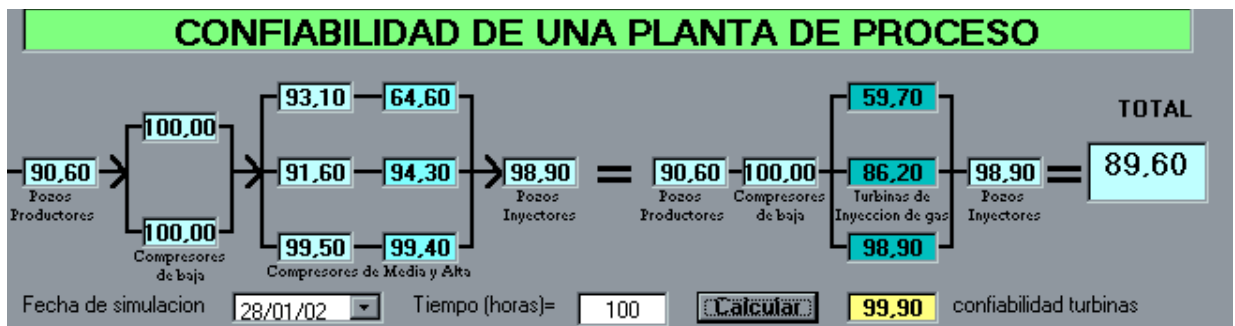 CONFIABILIDAD DE UNA PLANTA DE PROCESO
93,10 64,60 59,70
TOTAL
100,00
90,60 91,60 94,30 98,90 = 90,60 100,00 86,20 98,90 = 89,60
Pozos Productores
Pozos Inyectores
Pozos Productores
Compresores de baja
Turbinas de Inyeccion de gas
Pozos Inyectores
100,00
Compresores de baja
99,50 99,40 98,90
Compresores de Media y Alta
Fecha de simulacion 28/01/02 Tiempo (horas)= 100 Calcular 99,90 confiabilidad turbinas